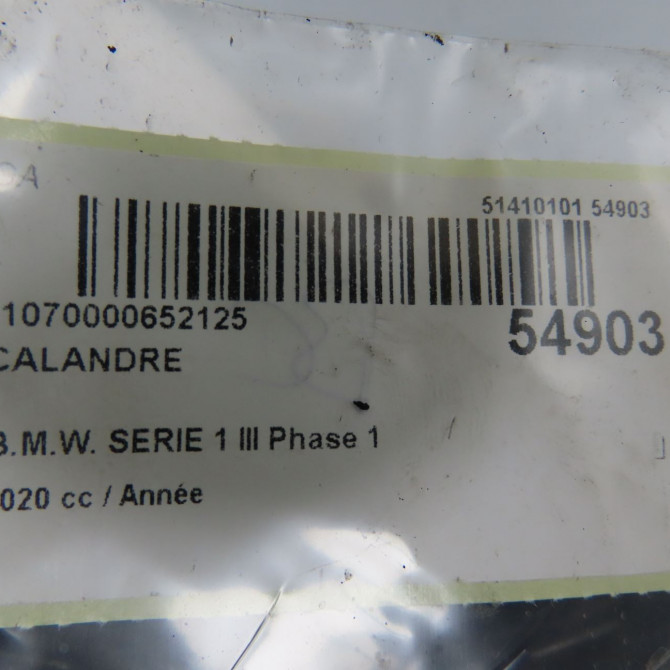 51410101 54903
1070000652125
54903
CALANDRE
B.M.W. SERIE 1 III Phase 1
020 cc / Année